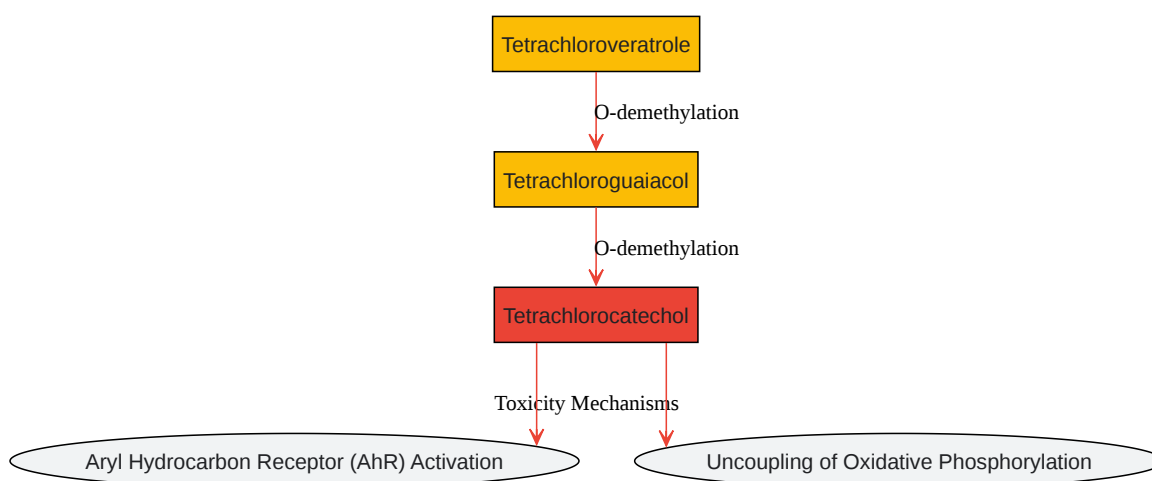 Tetrachloroveratrole
O-demethylation
Tetrachloroguaiacol
O-demethylation
Tetrachlorocatechol
Toxicity Mechanisms
Aryl Hydrocarbon Receptor (AhR) Activation
Uncoupling of Oxidative Phosphorylation